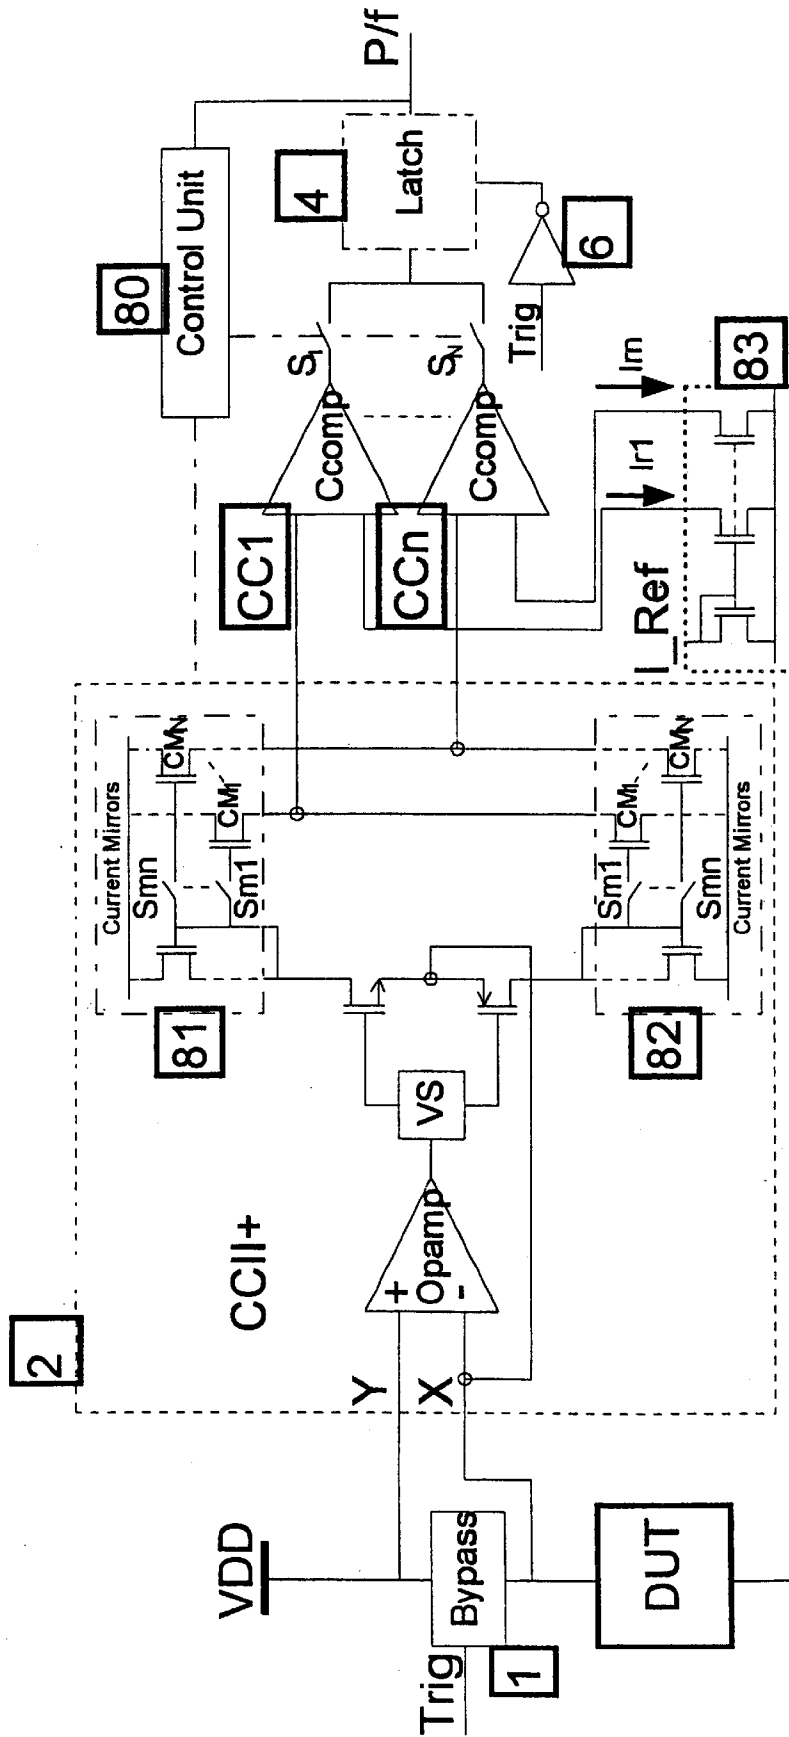 2
CCII+
VDD
Trig
Bypass
1
DUT
Y
X
+
Opamp
-
VS
81
Current Mirrors
Smn
Sm1
CMN
CM1
82
Sm1
Smn
CM1
CMN
Current Mirrors
80
Control Unit
CC1
Ccomp
S1
CCn
Ccomp
SN
4
Latch
P/f
Trig
6
I_Ref
Ir1
Irn
83